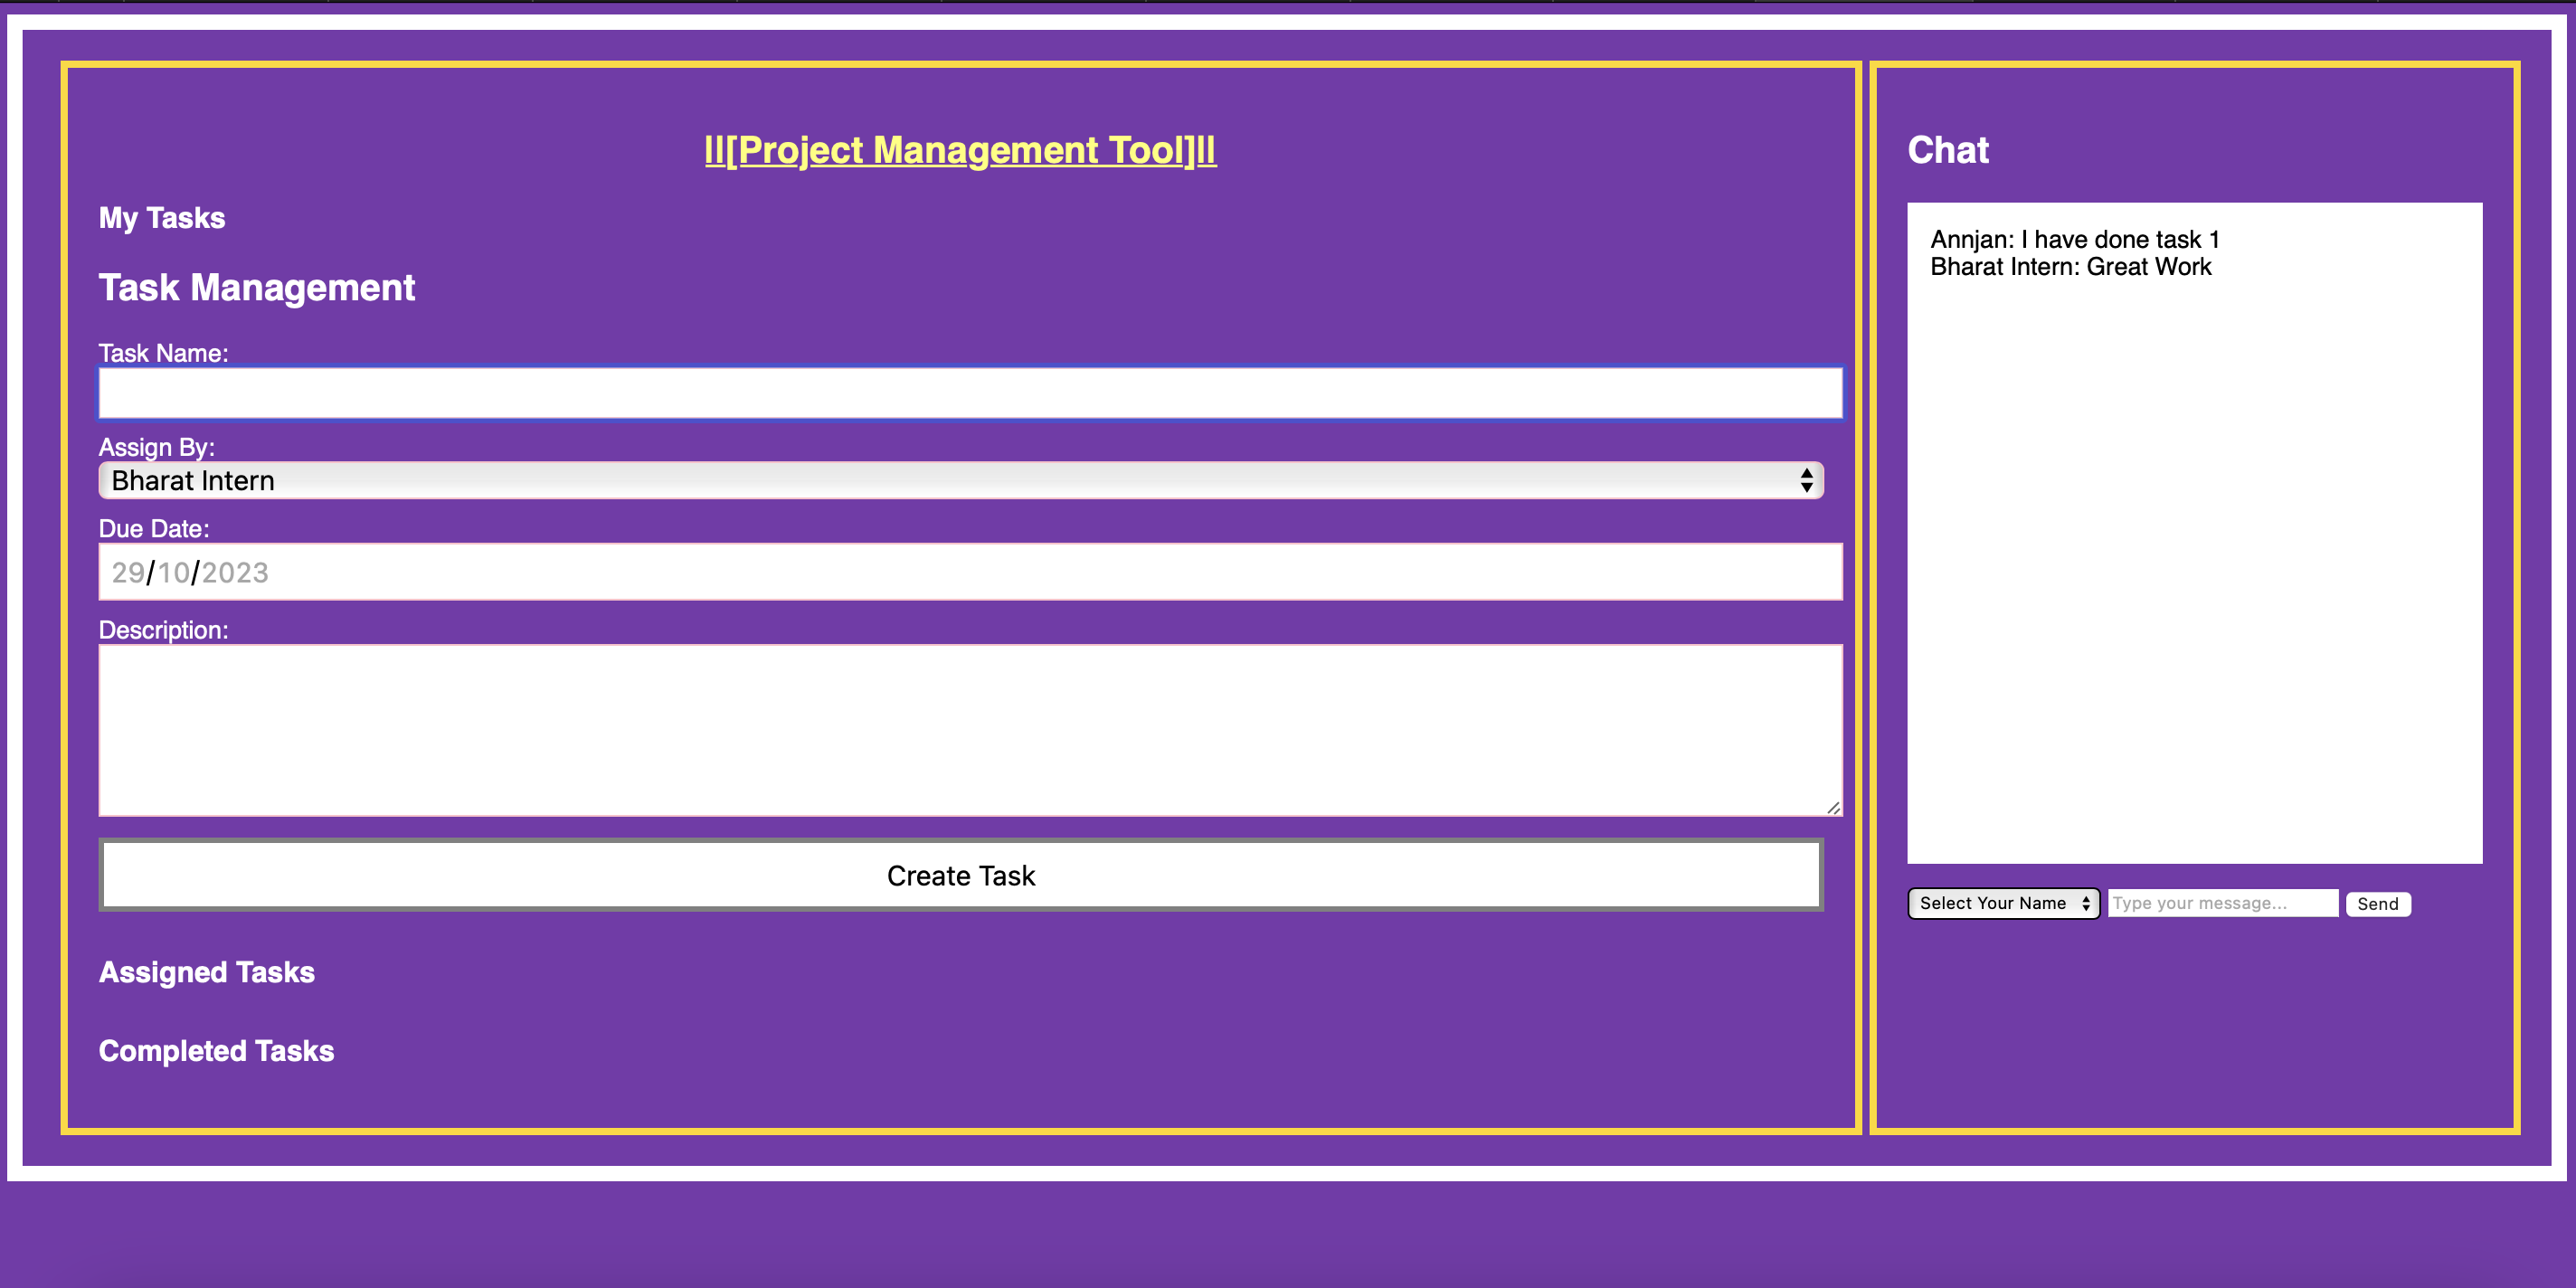 ||[Project Management Tool]||
My Tasks
Task Management
Task Name:
Assign By:
Bharat Intern
Due Date:
29/10/2023
Description:
Create Task
Assigned Tasks
Completed Tasks
Chat
Annjan: I have done task 1
Bharat Intern: Great Work
Select Your Name
Type your message...
Send